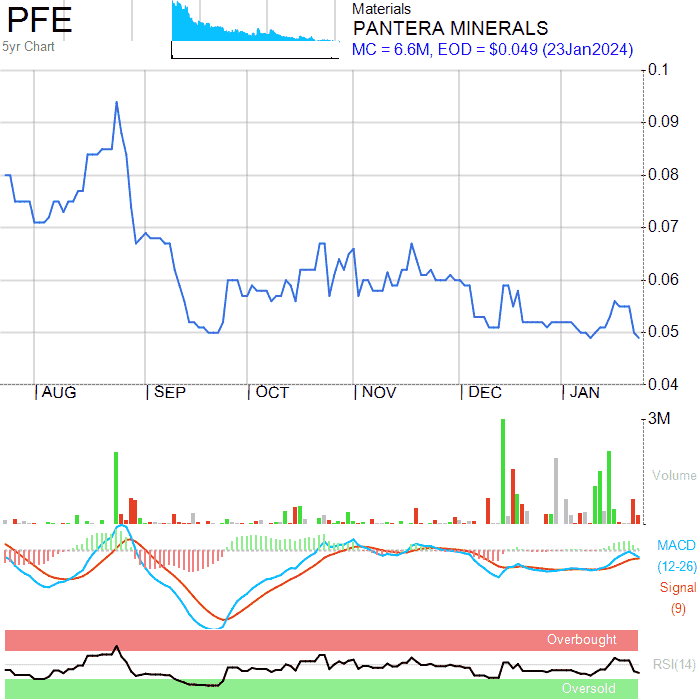 PFE
5yr Chart
Materials
PANTERA MINERALS
MC = 6.6M, EOD = $0.049 (23Jan2024)
0.1
0.09
0.08
0.07
0.06
0.05
0.04
AUG SEP OCT NOV DEC JAN
3M
Volume
MACD
(12-26)
Signal
(9)
Overbought
RSI(14)
Oversold